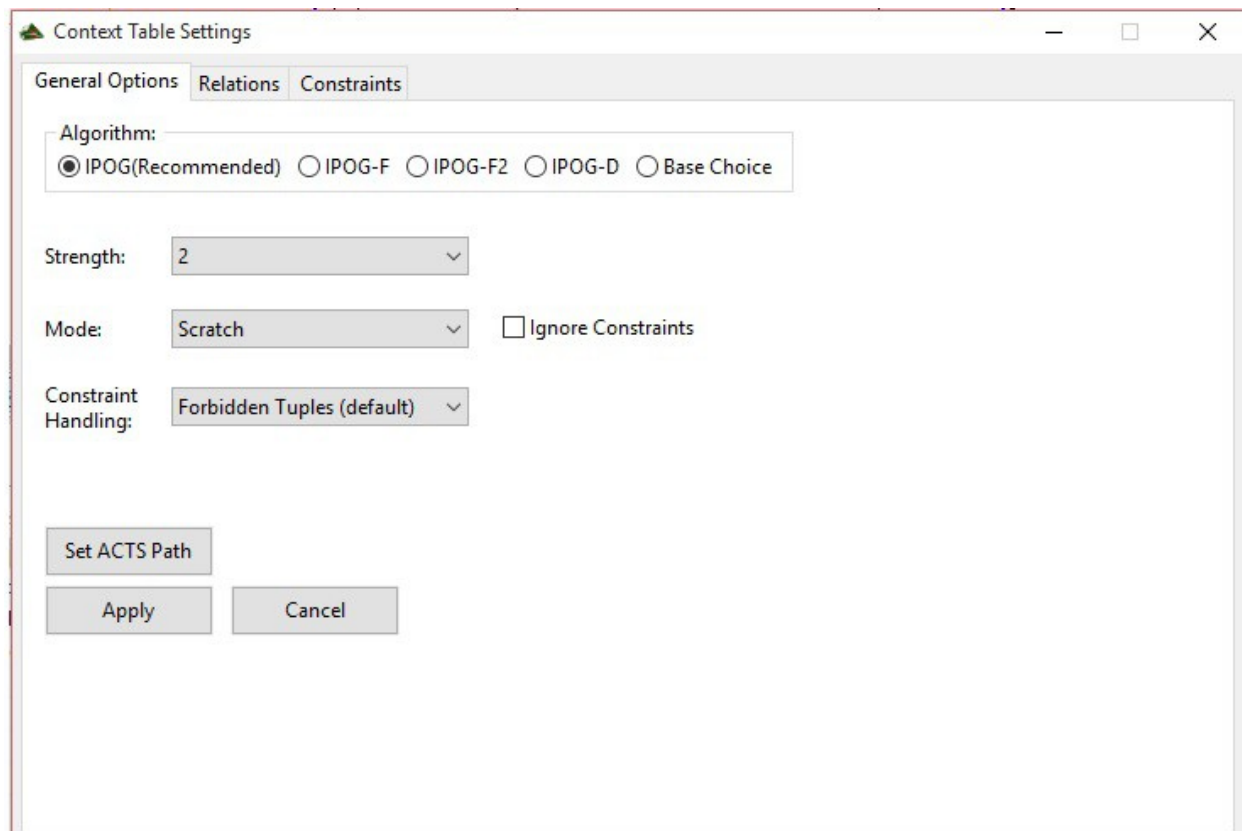 Context Table Settings
General Options Relations Constraints
Algorithm:
IPOG(Recommended) IPOG-F IPOG-F2 IPOG-D Base Choice
Strength: 2
Mode: Scratch Ignore Constraints
Constraint
Handling: Forbidden Tuples (default)
Set ACTS Path
Apply Cancel